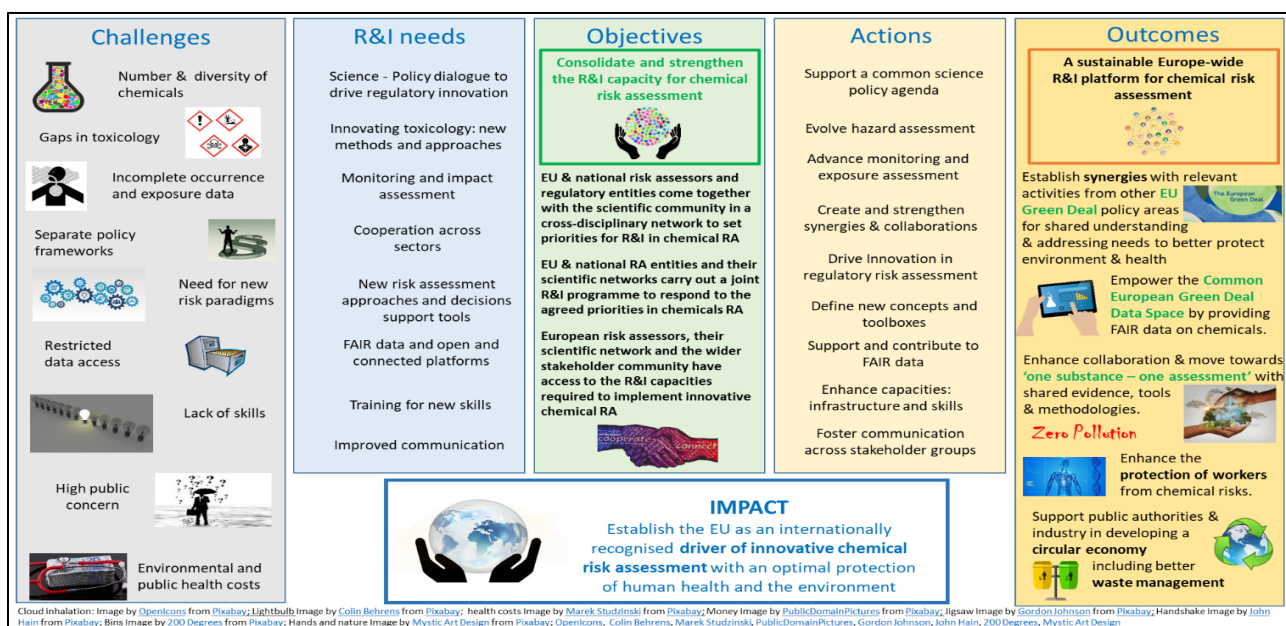 Challenges
Number & diversity of
chemicals
Gaps in toxicology
Incomplete occurrence
and exposure data
Separate policy
frameworks
Need for new
risk paradigms
Restricted
data access
Lack of skills
High public
concern
Environmental and
public health costs
R&I needs
Science - Policy dialogue to
drive regulatory innovation
Innovating toxicology: new
methods and approaches
Monitoring and impact
assessment
Cooperation across
sectors
New risk assessment
approaches and decisions
support tools
FAIR data and open and
connected platforms
Training for new skills
Improved communication
Objectives
Consolidate and strengthen
the R&I capacity for chemical
risk assessment
EU & national risk assessors and
regulatory entities come together
with the scientific community in a
cross-disciplinary network to set
priorities for R&I in chemical RA
EU & national RA entities and their
scientific networks carry out a joint
R&I programme to respond to the
agreed priorities in chemicals RA
European risk assessors, their
scientific network and the wider
stakeholder community have
access to the R&I capacities
required to implement innovative
chemical RA
cooperate
connect
Actions
Support a common science
policy agenda
Evolve hazard assessment
Advance monitoring and
exposure assessment
Create and strengthen
synergies & collaborations
Drive Innovation in
regulatory risk assessment
Define new concepts and
toolboxes
Support and contribute to
FAIR data
Enhance capacities:
infrastructure and skills
Foster communication
across stakeholder groups
Outcomes
A sustainable Europe-wide
R&I platform for chemical risk
assessment
Establish synergies with relevant
activities from other EU
Green Deal policy areas
for shared understanding
& addressing needs to better protect
environment & health
The European
Green Deal
Empower the Common
European Green Deal
Data Space by providing
FAIR data on chemicals.
Enhance collaboration & move towards
‘one substance – one assessment’ with
shared evidence, tools
& methodologies.
Zero Pollution
Enhance the
protection of workers
from chemical risks.
Support public authorities &
industry in developing a
circular economy
including better
waste management
IMPACT
Establish the EU as an internationally
recognised driver of innovative chemical
risk assessment with an optimal protection
of human health and the environment
Cloud inhalation: Image by OpenIcons from Pixabay; Lightbulb Image by Colin Behrens from Pixabay; health costs Image by Marek Studzinski from Pixabay; Money Image by PublicDomainPictures from Pixabay; Jigsaw Image by Gordon Johnson from Pixabay; Handshake Image by John
Hain from Pixabay; Bins Image by 200 Degrees from Pixabay; Hands and nature Image by Mystic Art Design from Pixabay; OpenIcons, Colin Behrens, Marek Studzinski, PublicDomainPictures, Gordon Johnson, John Hain, 200 Degrees, Mystic Art Design